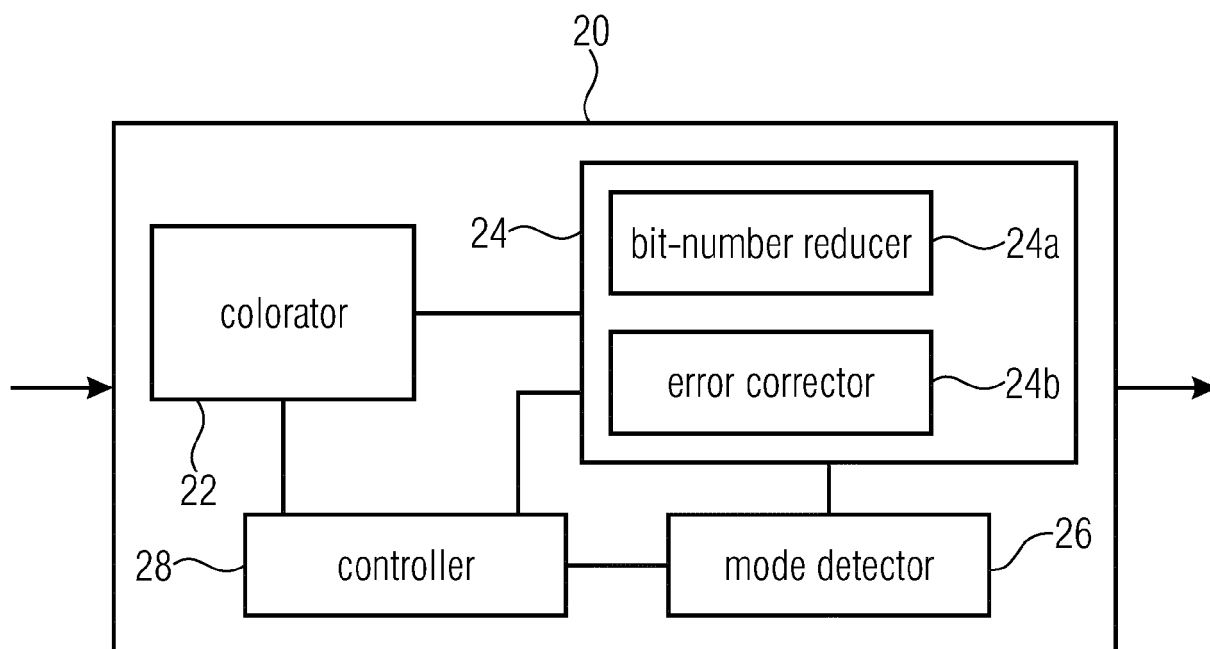 20
24
bit-number reducer
24a
colorator
error corrector
24b
22
28
controller
mode detector
26